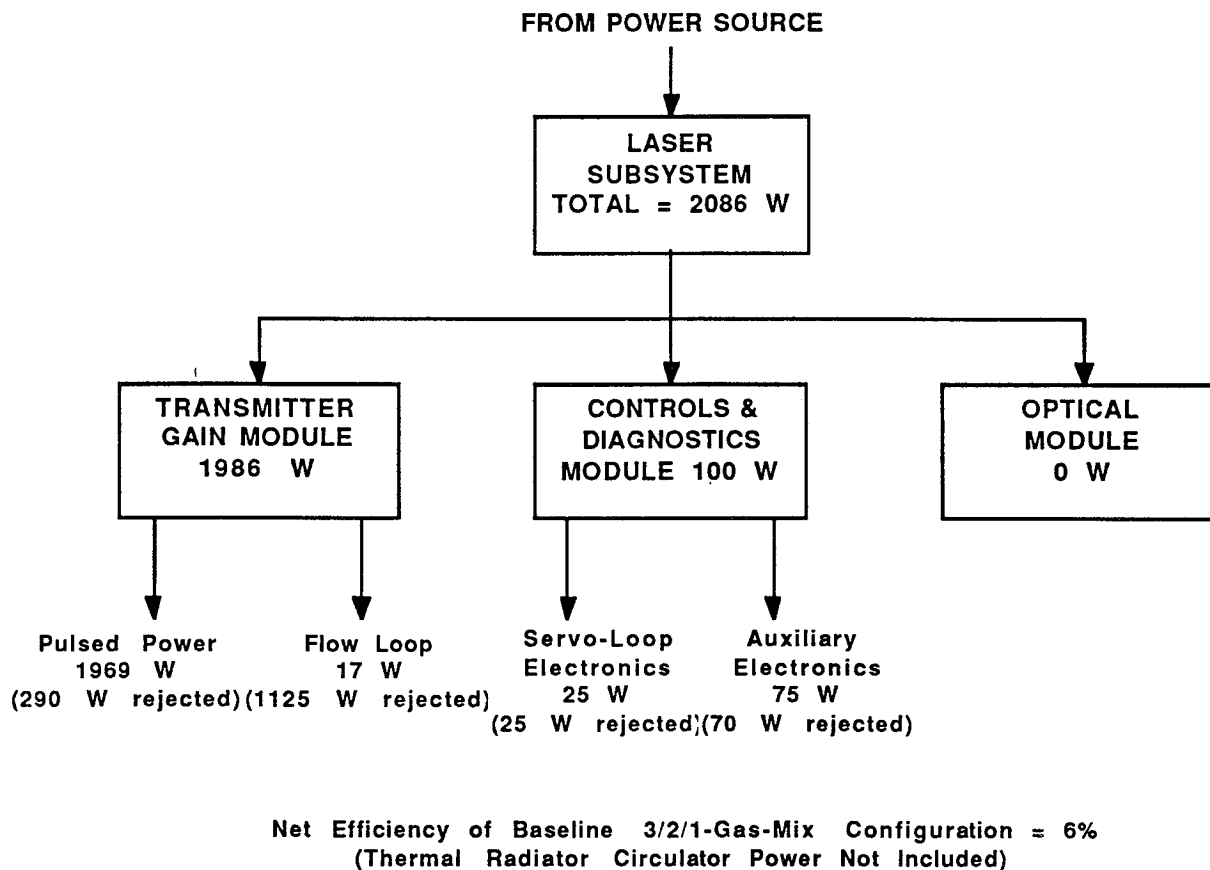 FROM POWER SOURCE
LASER
SUBSYSTEM
TOTAL = 2086 W
TRANSMITTER
GAIN MODULE
1986 W
CONTROLS &
DIAGNOSTICS
MODULE 100 W
OPTICAL
MODULE
0 W
Pulsed Power
1969 W
(290 W rejected)
Flow Loop
17 W
(1125 W rejected)
Servo-Loop
Electronics
25 W
(25 W rejected)
Auxiliary
Electronics
75 W
(70 W rejected)
Net Efficiency of Baseline 3/2/1-Gas-Mix Configuration = 6%
(Thermal Radiator Circulator Power Not Included)